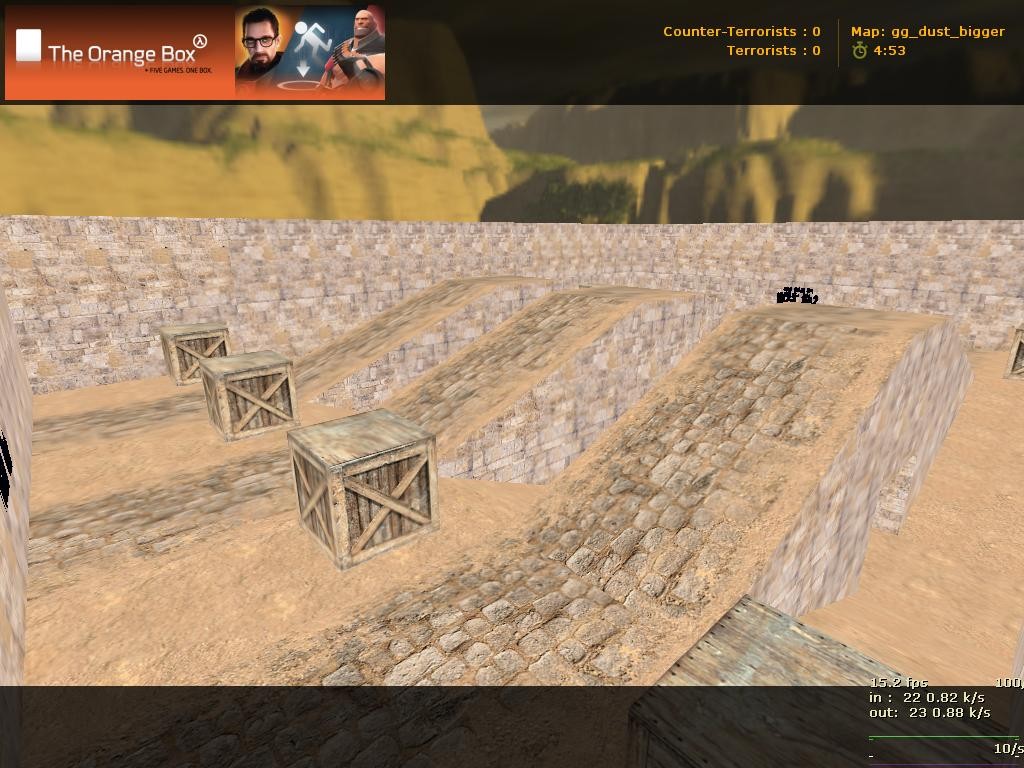 The Orange Box
FIVE GAMES. ONE BOX.
Counter-Terrorists : 0
Terrorists : 0
Map: gg_dust_bigger
4:53
15.2 fps
100/
in : 22 0.82 k/s
out: 23 0.88 k/s
10/s